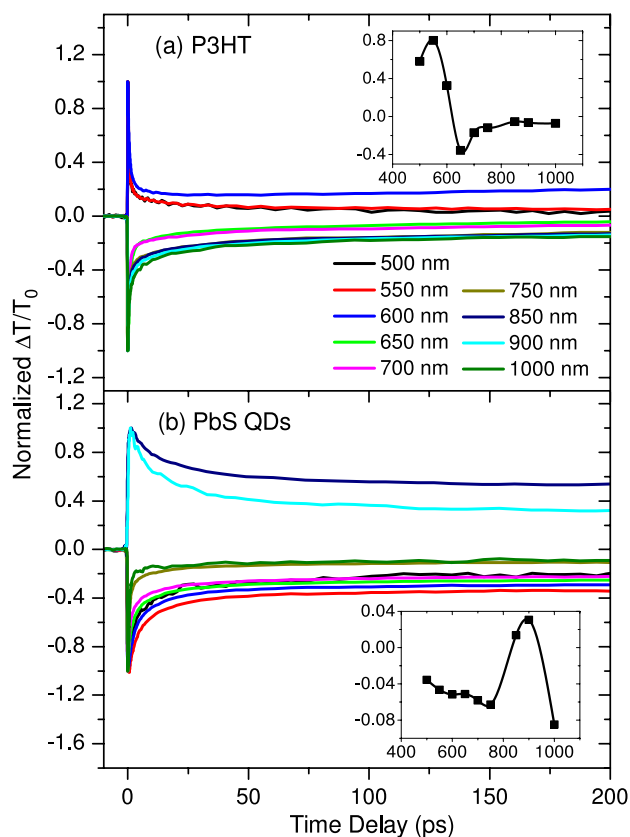 Normalized ΔT/T0
(a) P3HT
1.2
0.8
0.4
0.0
-0.4
-0.8
-1.2
0.8
0.4
0.0
-0.4
400 600 800 1000
500 nm
550 nm
600 nm
650 nm
700 nm
750 nm
850 nm
900 nm
1000 nm
(b) PbS QDs
1.2
0.8
0.4
0.0
-0.4
-0.8
-1.2
-1.6
0.04
0.00
-0.04
-0.08
400 600 800 1000
0 50 100 150 200
Time Delay (ps)